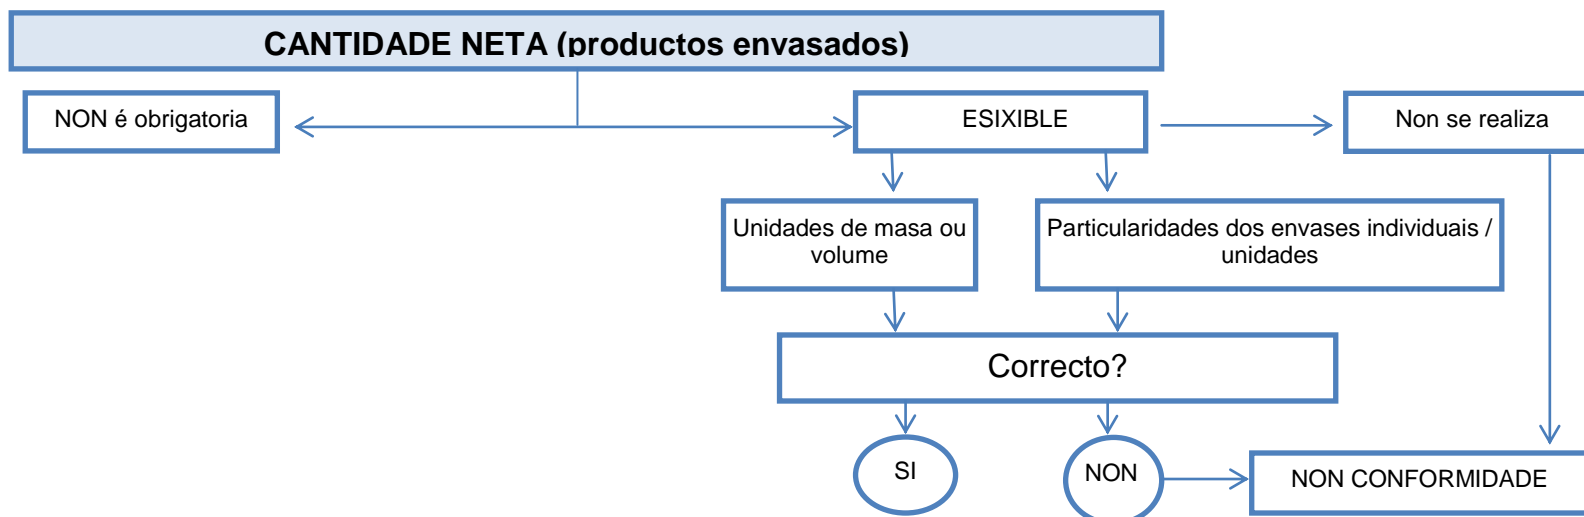 CANTIDADE NETA (productos envasados)
NON é obrigatoria
ESIXIBLE
Non se realiza
Unidades de masa ou
volume
Particularidades dos envases individuais /
unidades
Correcto?
SI
NON
NON CONFORMIDADE